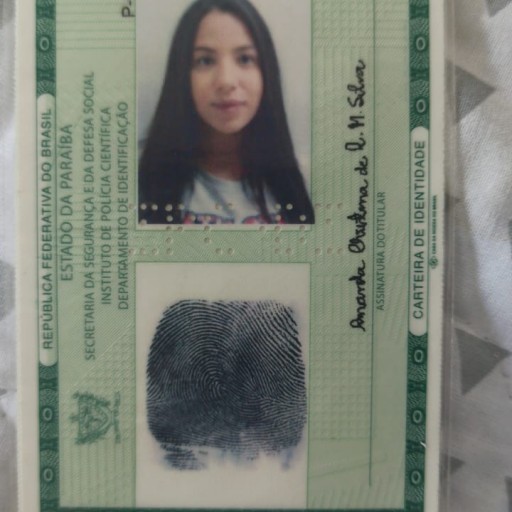 REPÚBLICA FEDERATIVA DO BRASIL
ESTADO DA PARAÍBA
SECRETARIA DA SEGURANÇA E DA DEFESA SOCIAL
INSTITUTO DE POLÍCIA CIENTÍFICA
DEPARTAMENTO DE IDENTIFICAÇÃO
P.
Amanda Christina de L. M. Silva
ASSINATURA DO TITULAR
CARTEIRA DE IDENTIDADE